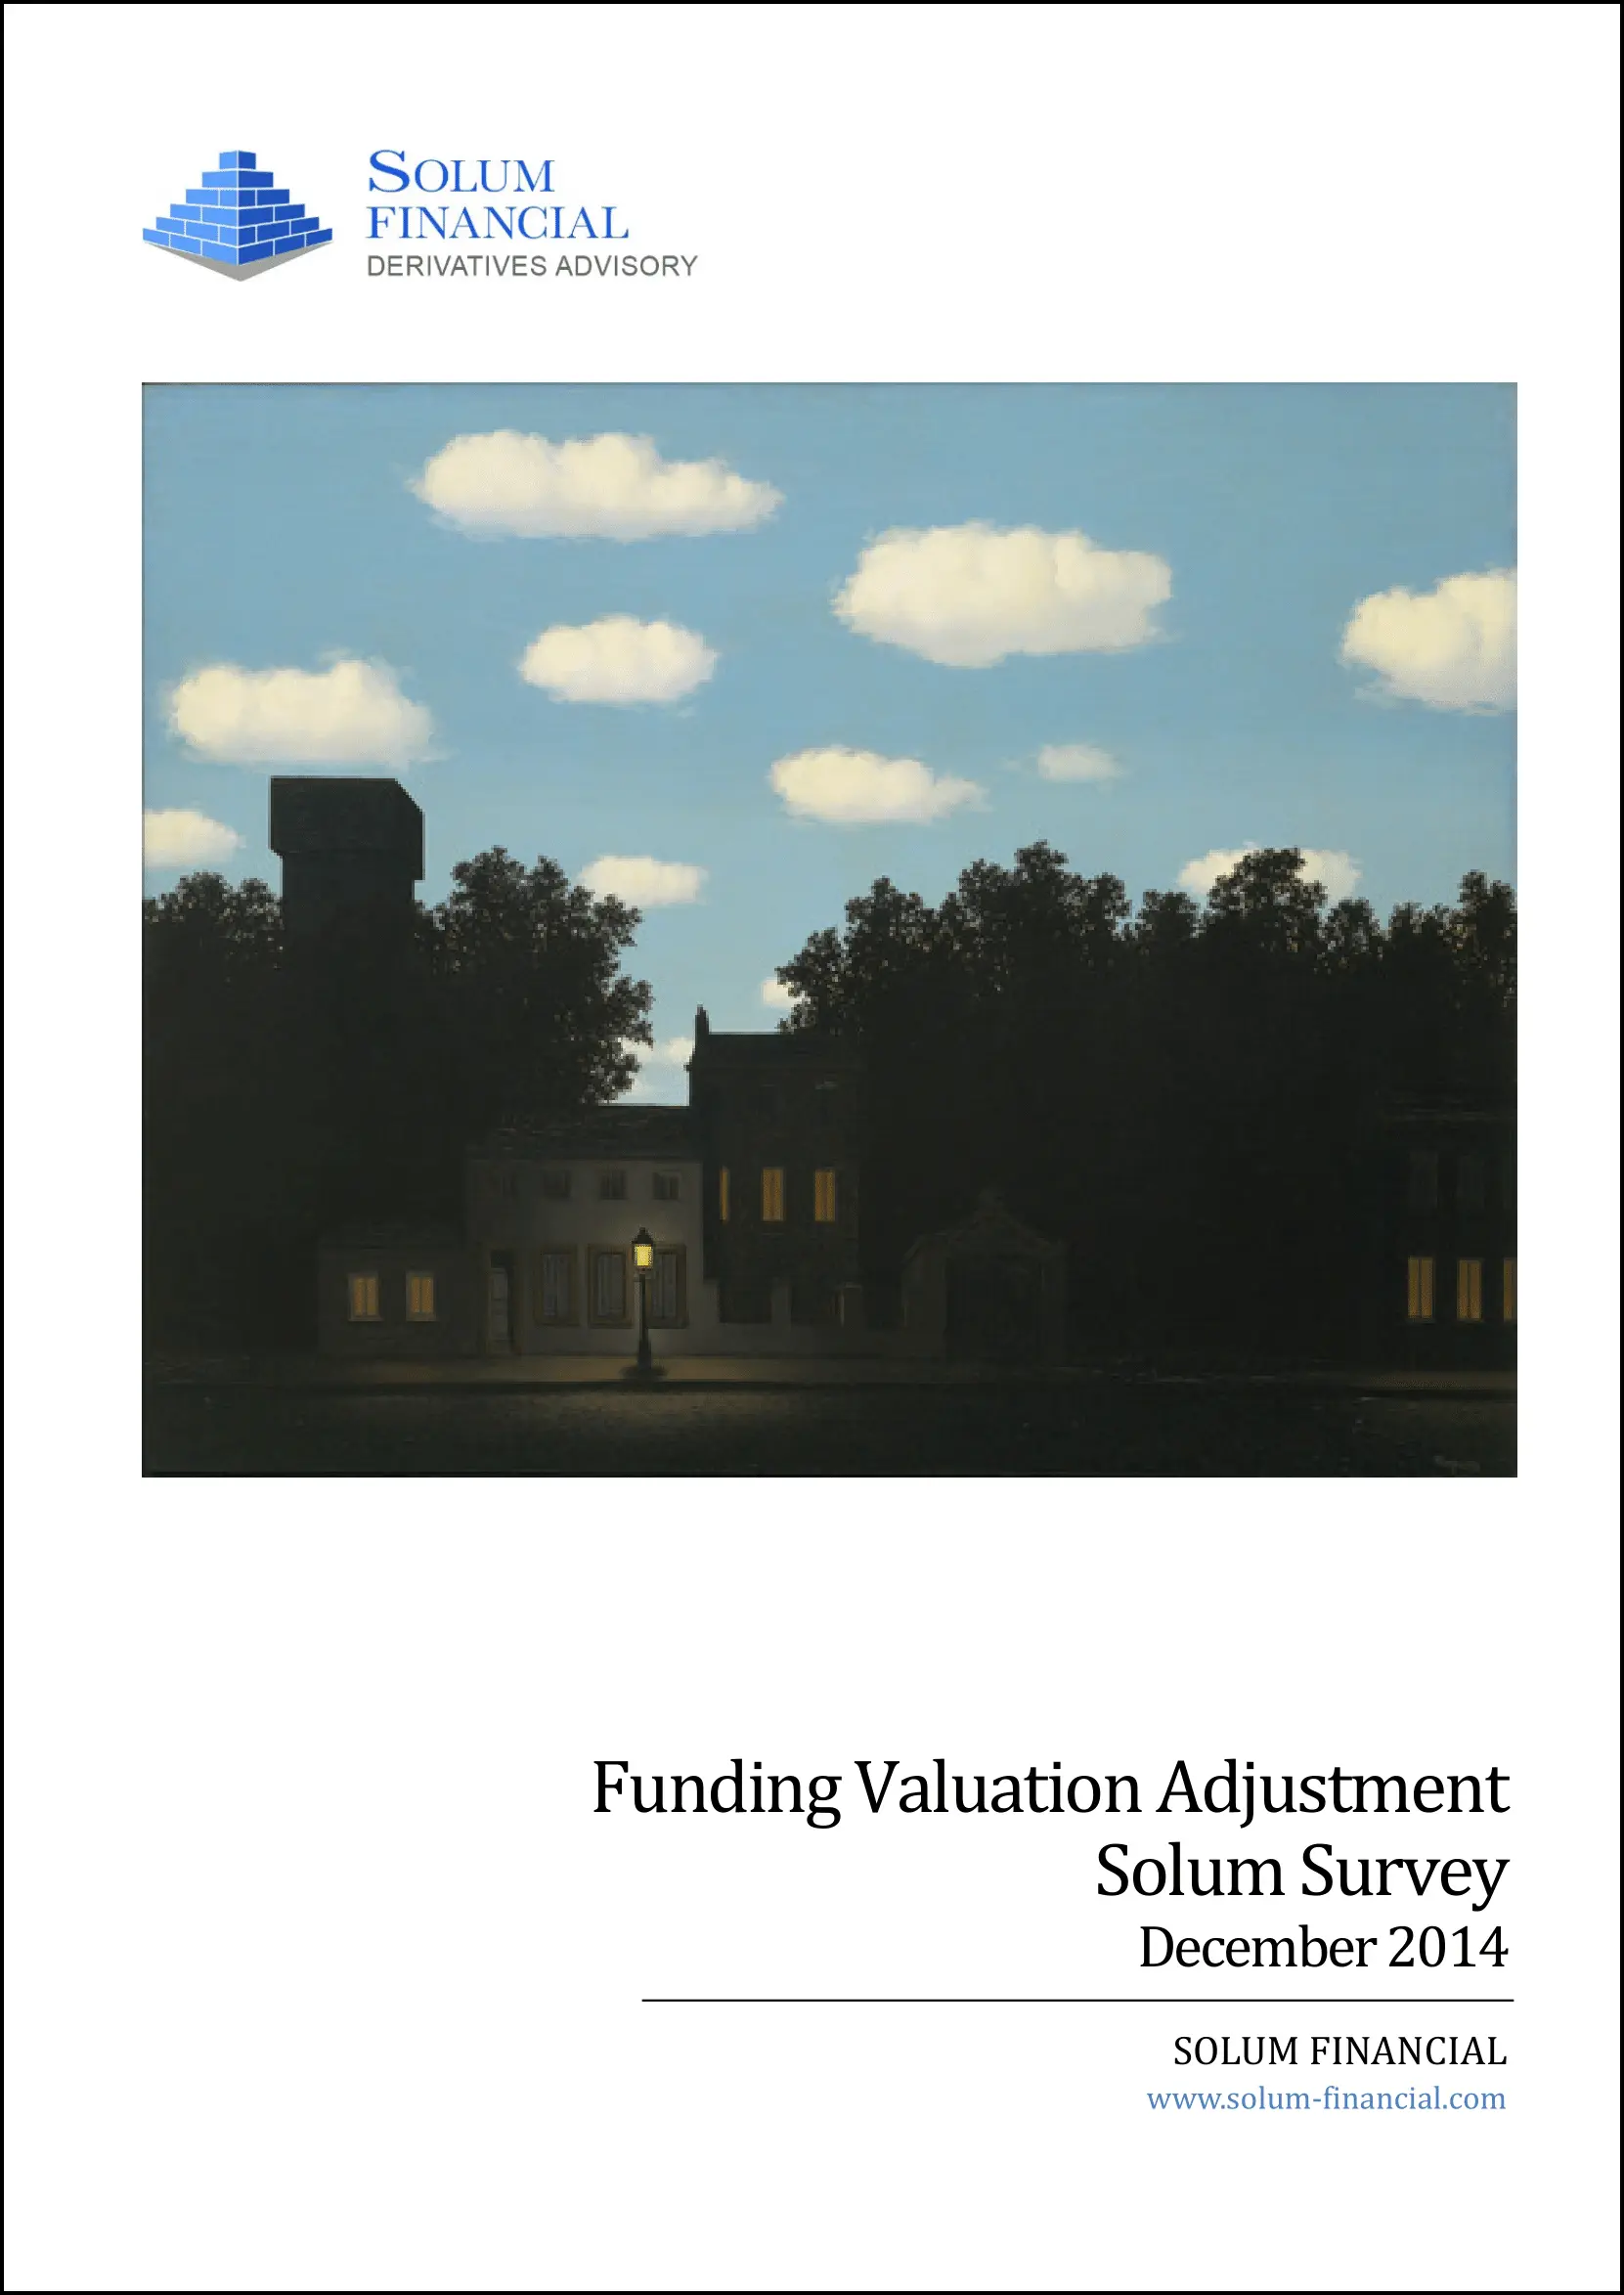 SOLUM
FINANCIAL
DERIVATIVES ADVISORY
Funding Valuation Adjustment
Solum Survey
December 2014
SOLUM FINANCIAL
www.solum-financial.com